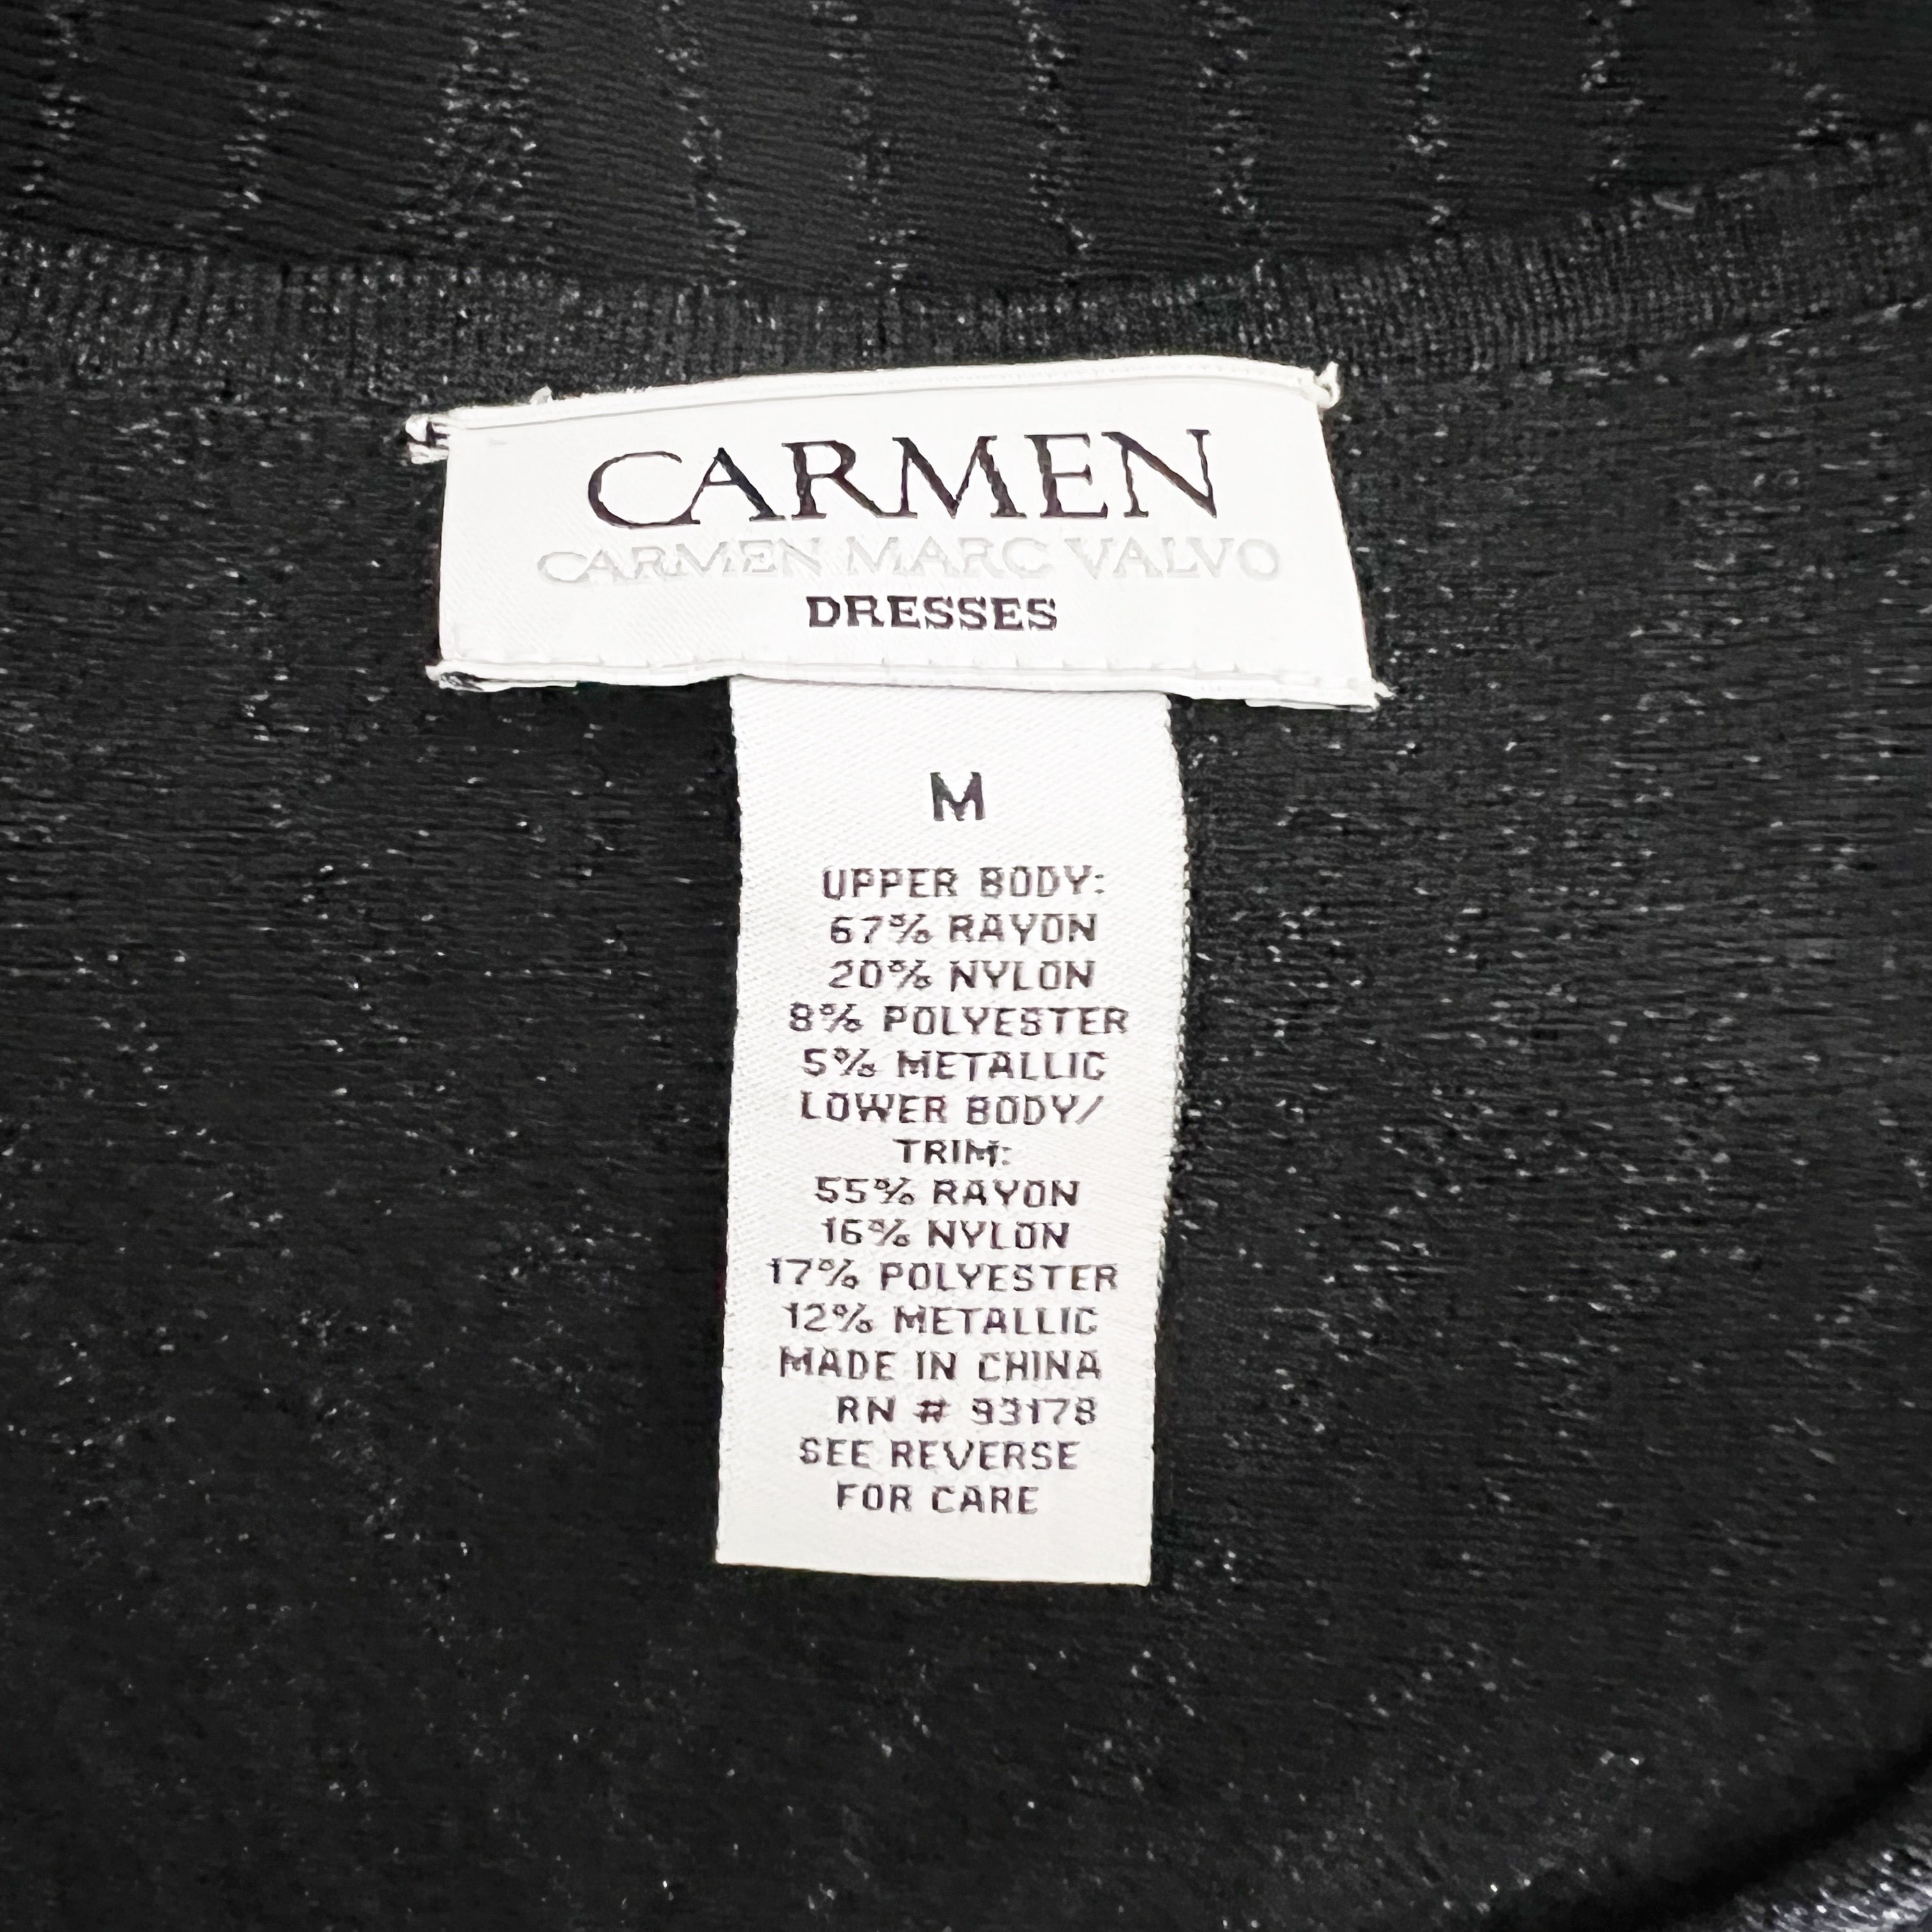 CARMEN
CARMEN MARC VALVO
DRESSES
M
UPPER BODY:
67% RAYON
20% NYLON
8% POLYESTER
5% METALLIC
LOWER BODY/
TRIM:
55% RAYON
16% NYLON
17% POLYESTER
12% METALLIC
MADE IN CHINA
RN # 93178
SEE REVERSE
FOR CARE